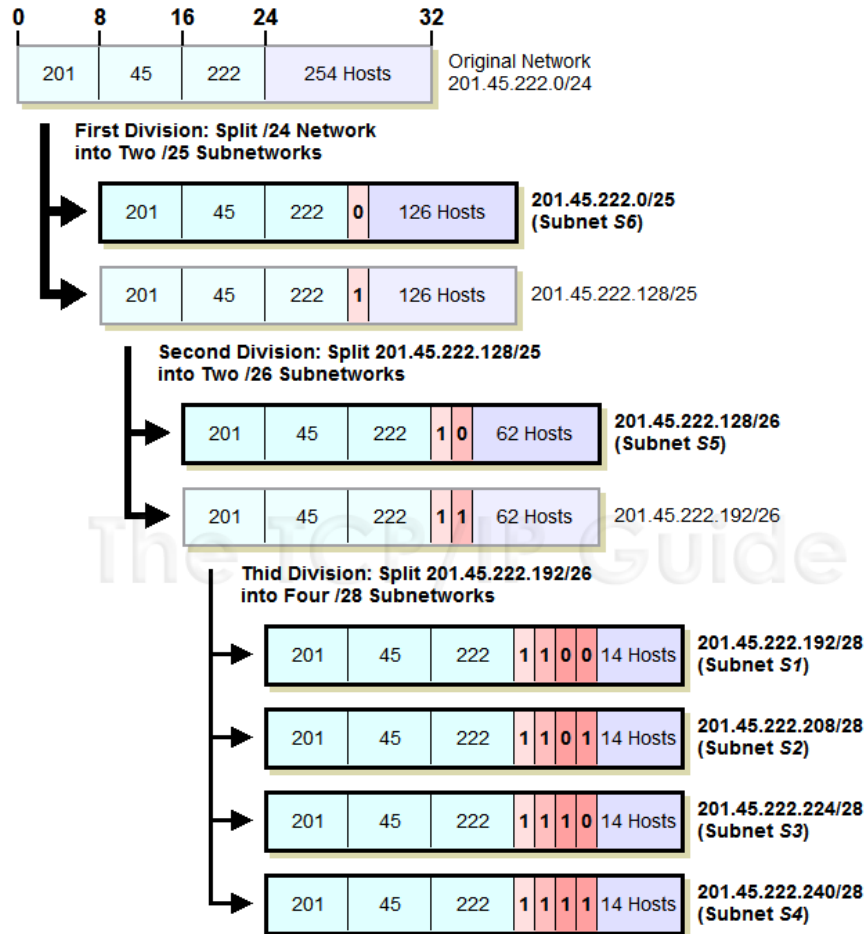 0 8 16 24 32
201 45 222 254 Hosts
Original Network
201.45.222.0/24
First Division: Split /24 Network
into Two /25 Subnetworks
201 45 222 0 126 Hosts
201.45.222.0/25
(Subnet S6)
201 45 222 1 126 Hosts
201.45.222.128/25
Second Division: Split 201.45.222.128/25
into Two /26 Subnetworks
201 45 222 1 0 62 Hosts
201.45.222.128/26
(Subnet S5)
201 45 222 1 1 62 Hosts
201.45.222.192/26
The TCP/IP Guide
Thid Division: Split 201.45.222.192/26
into Four /28 Subnetworks
201 45 222 1 1 0 0 14 Hosts
201.45.222.192/28
(Subnet S1)
201 45 222 1 1 0 1 14 Hosts
201.45.222.208/28
(Subnet S2)
201 45 222 1 1 1 0 14 Hosts
201.45.222.224/28
(Subnet S3)
201 45 222 1 1 1 1 14 Hosts
201.45.222.240/28
(Subnet S4)